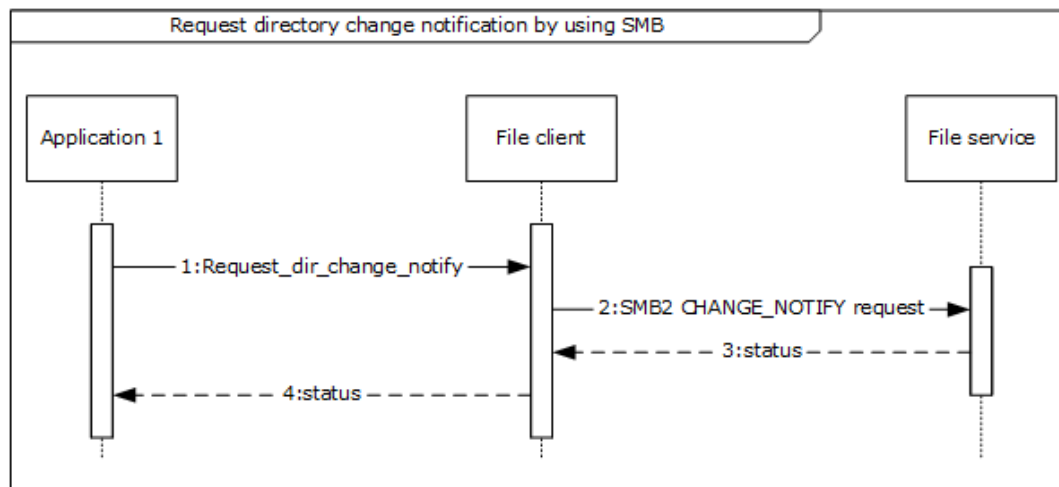 Request directory change notification by using SMB
Application 1
File client
File service
1:Request_dir_change_notify
2:SMB2 CHANGE_NOTIFY request
3:status
4:status